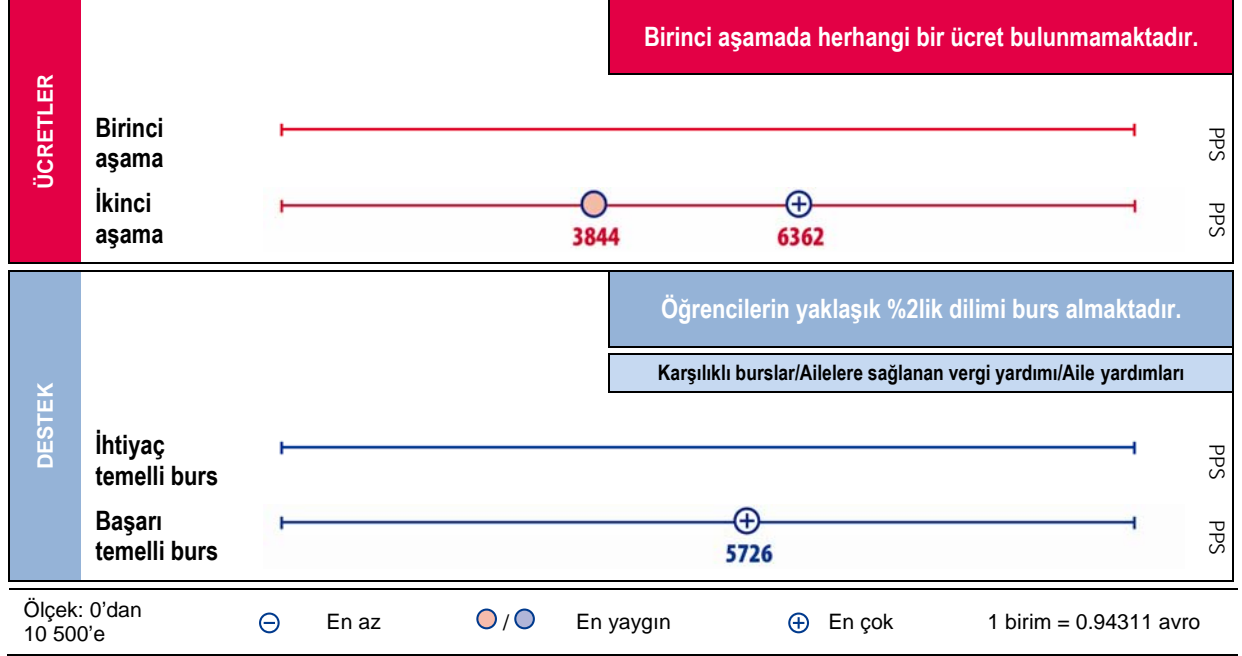 Birinci aşamada herhangi bir ücret bulunmamaktadır.
ÜCRETLER
Birinci
aşama
PPS
İkinci
aşama
3844
6362
PPS
Öğrencilerin yaklaşık %2lik dilimi burs almaktadır.
Karşılıklı burslar/Ailelere sağlanan vergi yardımı/Aile yardımları
DESTEK
İhtiyaç
temelli burs
PPS
Başarı
temelli burs
5726
PPS
Ölçek: 0’dan
10 500’e
En az
/
En yaygın
En çok
1 birim = 0.94311 avro